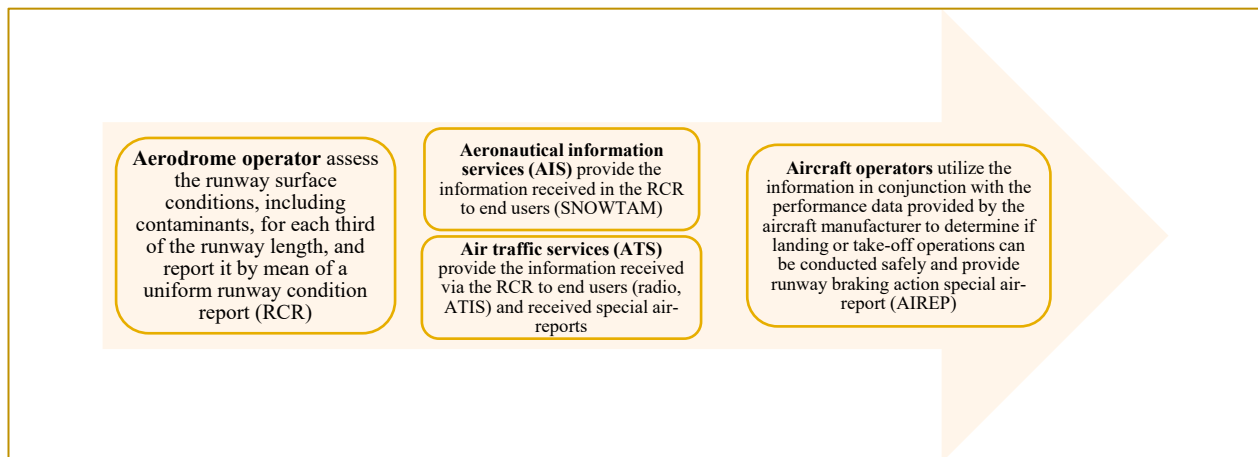 Aerodrome operator assess
the runway surface
conditions, including
contaminants, for each third
of the runway length, and
report it by mean of a
uniform runway condition
report (RCR)
Aeronautical information
services (AIS) provide the
information received in the RCR
to end users (SNOWTAM)
Air traffic services (ATS)
provide the information received
via the RCR to end users (radio,
ATIS) and received special air-
reports
Aircraft operators utilize the
information in conjunction with the
performance data provided by the
aircraft manufacturer to determine if
landing or take-off operations can
be conducted safely and provide
runway braking action special air-
report (AIREP)